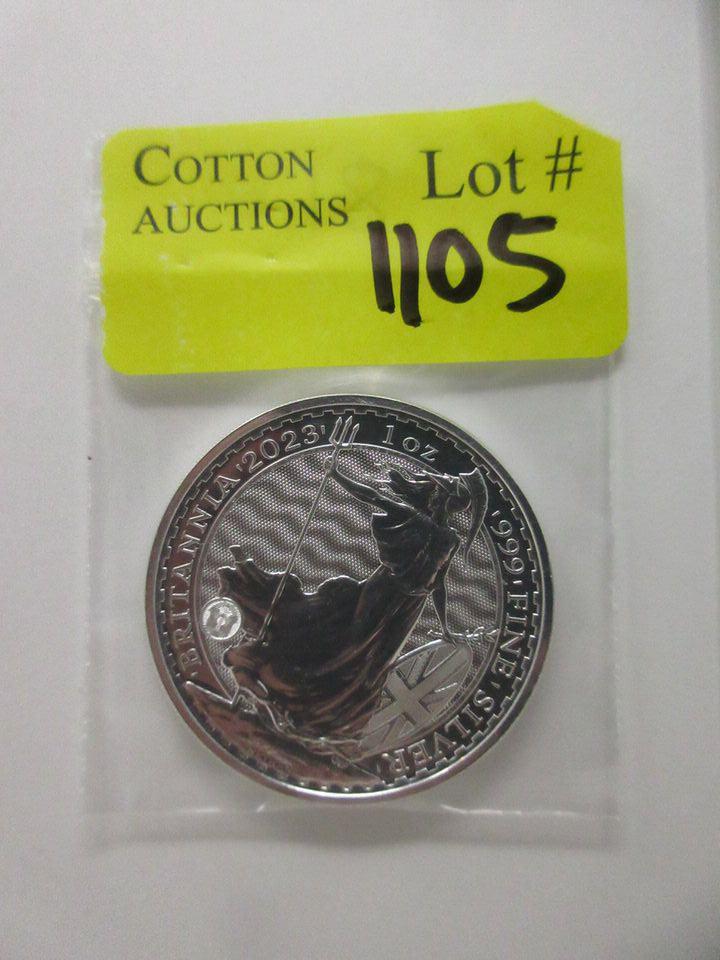 COTTON
AUCTIONS
Lot #
1105
BRITANNIA 2023 1 oz 999 FINE SILVER